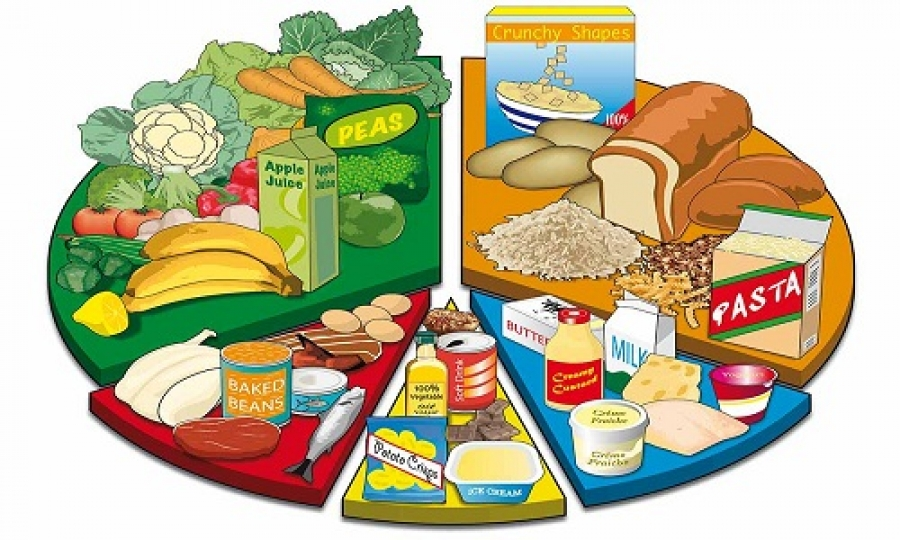 Crunchy Shapes
100%
PEAS
Apple
Juice
Apple
Juice
PASTA
BUTTER
MILK
Creamy
Custard
YOGHURT
Crème
Fraiche
Crème
Fraiche
BAKED
BEANS
100%
Vegetable
Soft Drink
Potato Crisps
ICE CREAM